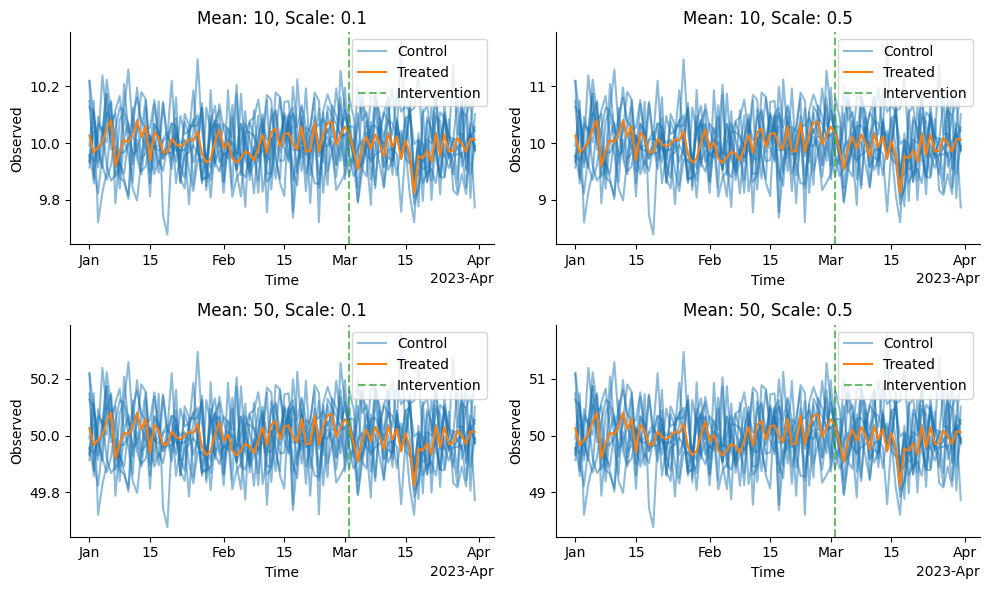 Mean: 10, Scale: 0.1
Observed
10.2
10.0
9.8
Control
Treated
Intervention
Jan 15 Feb 15 Mar 15 Apr
Time
2023-Apr
Mean: 10, Scale: 0.5
Observed
11
10
9
Control
Treated
Intervention
Jan 15 Feb 15 Mar 15 Apr
Time
2023-Apr
Mean: 50, Scale: 0.1
Observed
50.2
50.0
49.8
Control
Treated
Intervention
Jan 15 Feb 15 Mar 15 Apr
Time
2023-Apr
Mean: 50, Scale: 0.5
Observed
51
50
49
Control
Treated
Intervention
Jan 15 Feb 15 Mar 15 Apr
Time
2023-Apr